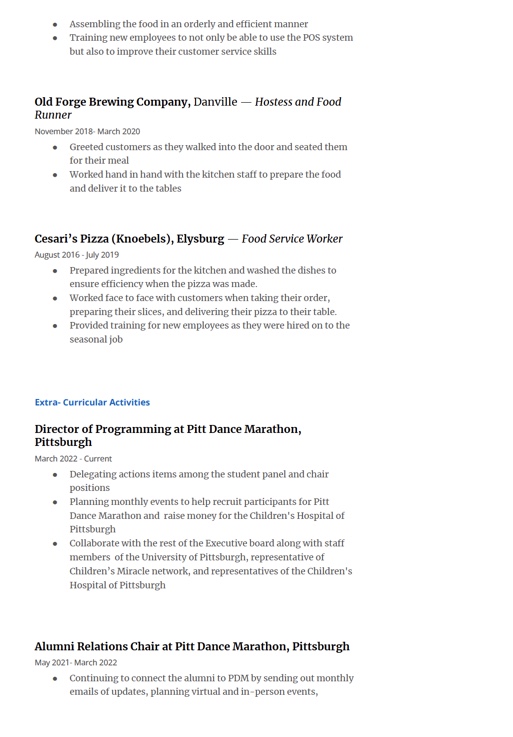 ● Assembling the food in an orderly and efficient manner
● Training new employees to not only be able to use the POS system
but also to improve their customer service skills
Old Forge Brewing Company, Danville — Hostess and Food
Runner
November 2018- March 2020
● Greeted customers as they walked into the door and seated them
for their meal
● Worked hand in hand with the kitchen staff to prepare the food
and deliver it to the tables
Cesari’s Pizza (Knoebels), Elysburg — Food Service Worker
August 2016 - July 2019
● Prepared ingredients for the kitchen and washed the dishes to
ensure efficiency when the pizza was made.
● Worked face to face with customers when taking their order,
preparing their slices, and delivering their pizza to their table.
● Provided training for new employees as they were hired on to the
seasonal job
Extra- Curricular Activities
Director of Programming at Pitt Dance Marathon,
Pittsburgh
March 2022 - Current
● Delegating actions items among the student panel and chair
positions
● Planning monthly events to help recruit participants for Pitt
Dance Marathon and raise money for the Children's Hospital of
Pittsburgh
● Collaborate with the rest of the Executive board along with staff
members of the University of Pittsburgh, representative of
Children’s Miracle network, and representatives of the Children's
Hospital of Pittsburgh
Alumni Relations Chair at Pitt Dance Marathon, Pittsburgh
May 2021- March 2022
● Continuing to connect the alumni to PDM by sending out monthly
emails of updates, planning virtual and in-person events,